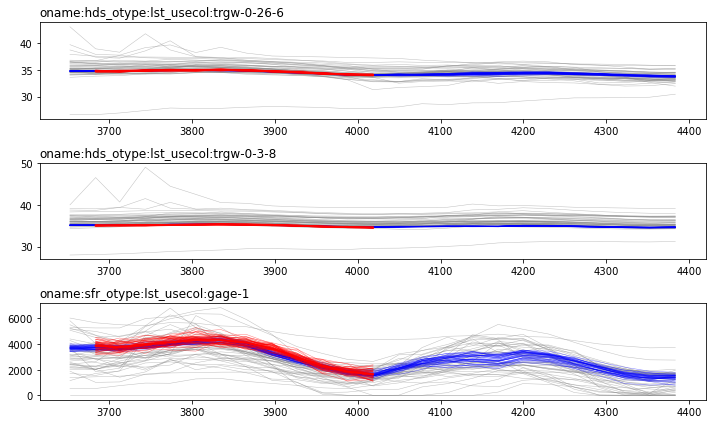 oname:hds_otype:lst_usecol:trgw-0-26-6
40
35
30
3700 3800 3900 4000 4100 4200 4300 4400
oname:hds_otype:lst_usecol:trgw-0-3-8
50
40
30
3700 3800 3900 4000 4100 4200 4300 4400
oname:sfr_otype:lst_usecol:gage-1
6000
4000
2000
0
3700 3800 3900 4000 4100 4200 4300 4400